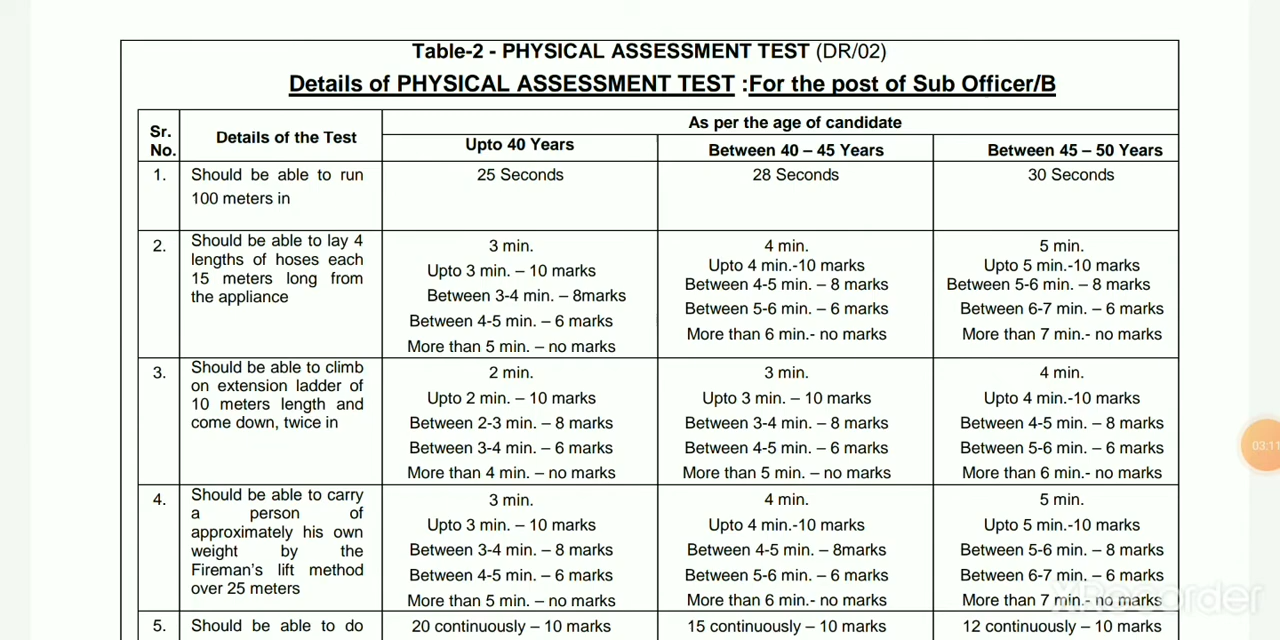 Table-2 - PHYSICAL ASSESSMENT TEST (DR/02)
Details of PHYSICAL ASSESSMENT TEST :For the post of Sub Officer/B
Sr. No.
Details of the Test
As per the age of candidate
Upto 40 Years
Between 40 – 45 Years
Between 45 – 50 Years
1.
Should be able to run
100 meters in
25 Seconds
28 Seconds
30 Seconds
2.
Should be able to lay 4
lengths of hoses each
15 meters long from
the appliance
3 min.
Upto 3 min. – 10 marks
Between 3-4 min. – 8marks
Between 4-5 min. – 6 marks
More than 5 min. – no marks
4 min.
Upto 4 min.-10 marks
Between 4-5 min. – 8 marks
Between 5-6 min. – 6 marks
More than 6 min.- no marks
5 min.
Upto 5 min.-10 marks
Between 5-6 min. – 8 marks
Between 6-7 min. – 6 marks
More than 7 min.- no marks
3.
Should be able to climb
on extension ladder of
10 meters length and
come down, twice in
2 min.
Upto 2 min. – 10 marks
Between 2-3 min. – 8 marks
Between 3-4 min. – 6 marks
More than 4 min. – no marks
3 min.
Upto 3 min. – 10 marks
Between 3-4 min. – 8 marks
Between 4-5 min. – 6 marks
More than 5 min. – no marks
4 min.
Upto 4 min.-10 marks
Between 4-5 min. – 8 marks
Between 5-6 min. – 6 marks
More than 6 min.- no marks
4.
Should be able to carry
a person of
approximately his own
weight by the
Fireman's lift method
over 25 meters
3 min.
Upto 3 min. – 10 marks
Between 3-4 min. – 8 marks
Between 4-5 min. – 6 marks
More than 5 min. – no marks
4 min.
Upto 4 min.-10 marks
Between 4-5 min. – 8marks
Between 5-6 min. – 6 marks
More than 6 min.- no marks
5 min.
Upto 5 min.-10 marks
Between 5-6 min. – 8 marks
Between 6-7 min. – 6 marks
More than 7 min.- no marks
5.
Should be able to do
20 continuously – 10 marks
15 continuously – 10 marks
12 continuously – 10 marks
03:11
XRecorder